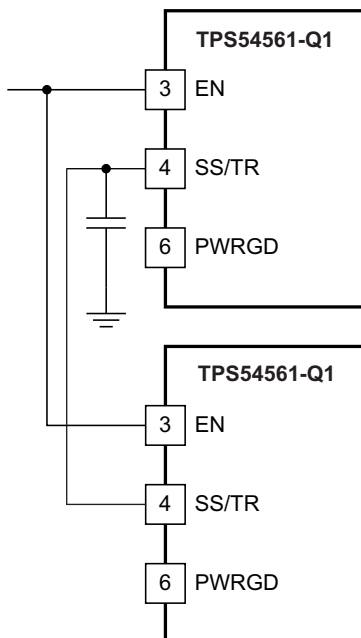 TPS54561-Q1
3 EN
4 SS/TR
6 PWRGD
TPS54561-Q1
3 EN
4 SS/TR
6 PWRGD